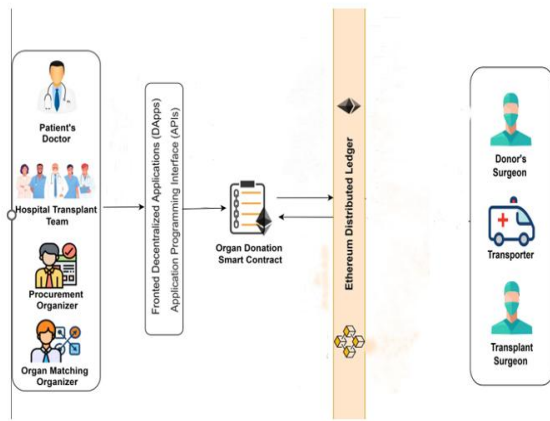 Patient's
Doctor
Hospital Transplant
Team
Procurement
Organizer
Organ Matching
Organizer
Fronted Decentralized Applications (DApps)
Application Programming Interface (APIs)
Organ Donation
Smart Contract
Ethereum Distributed Ledger
Donor's
Surgeon
Transporter
Transplant
Surgeon